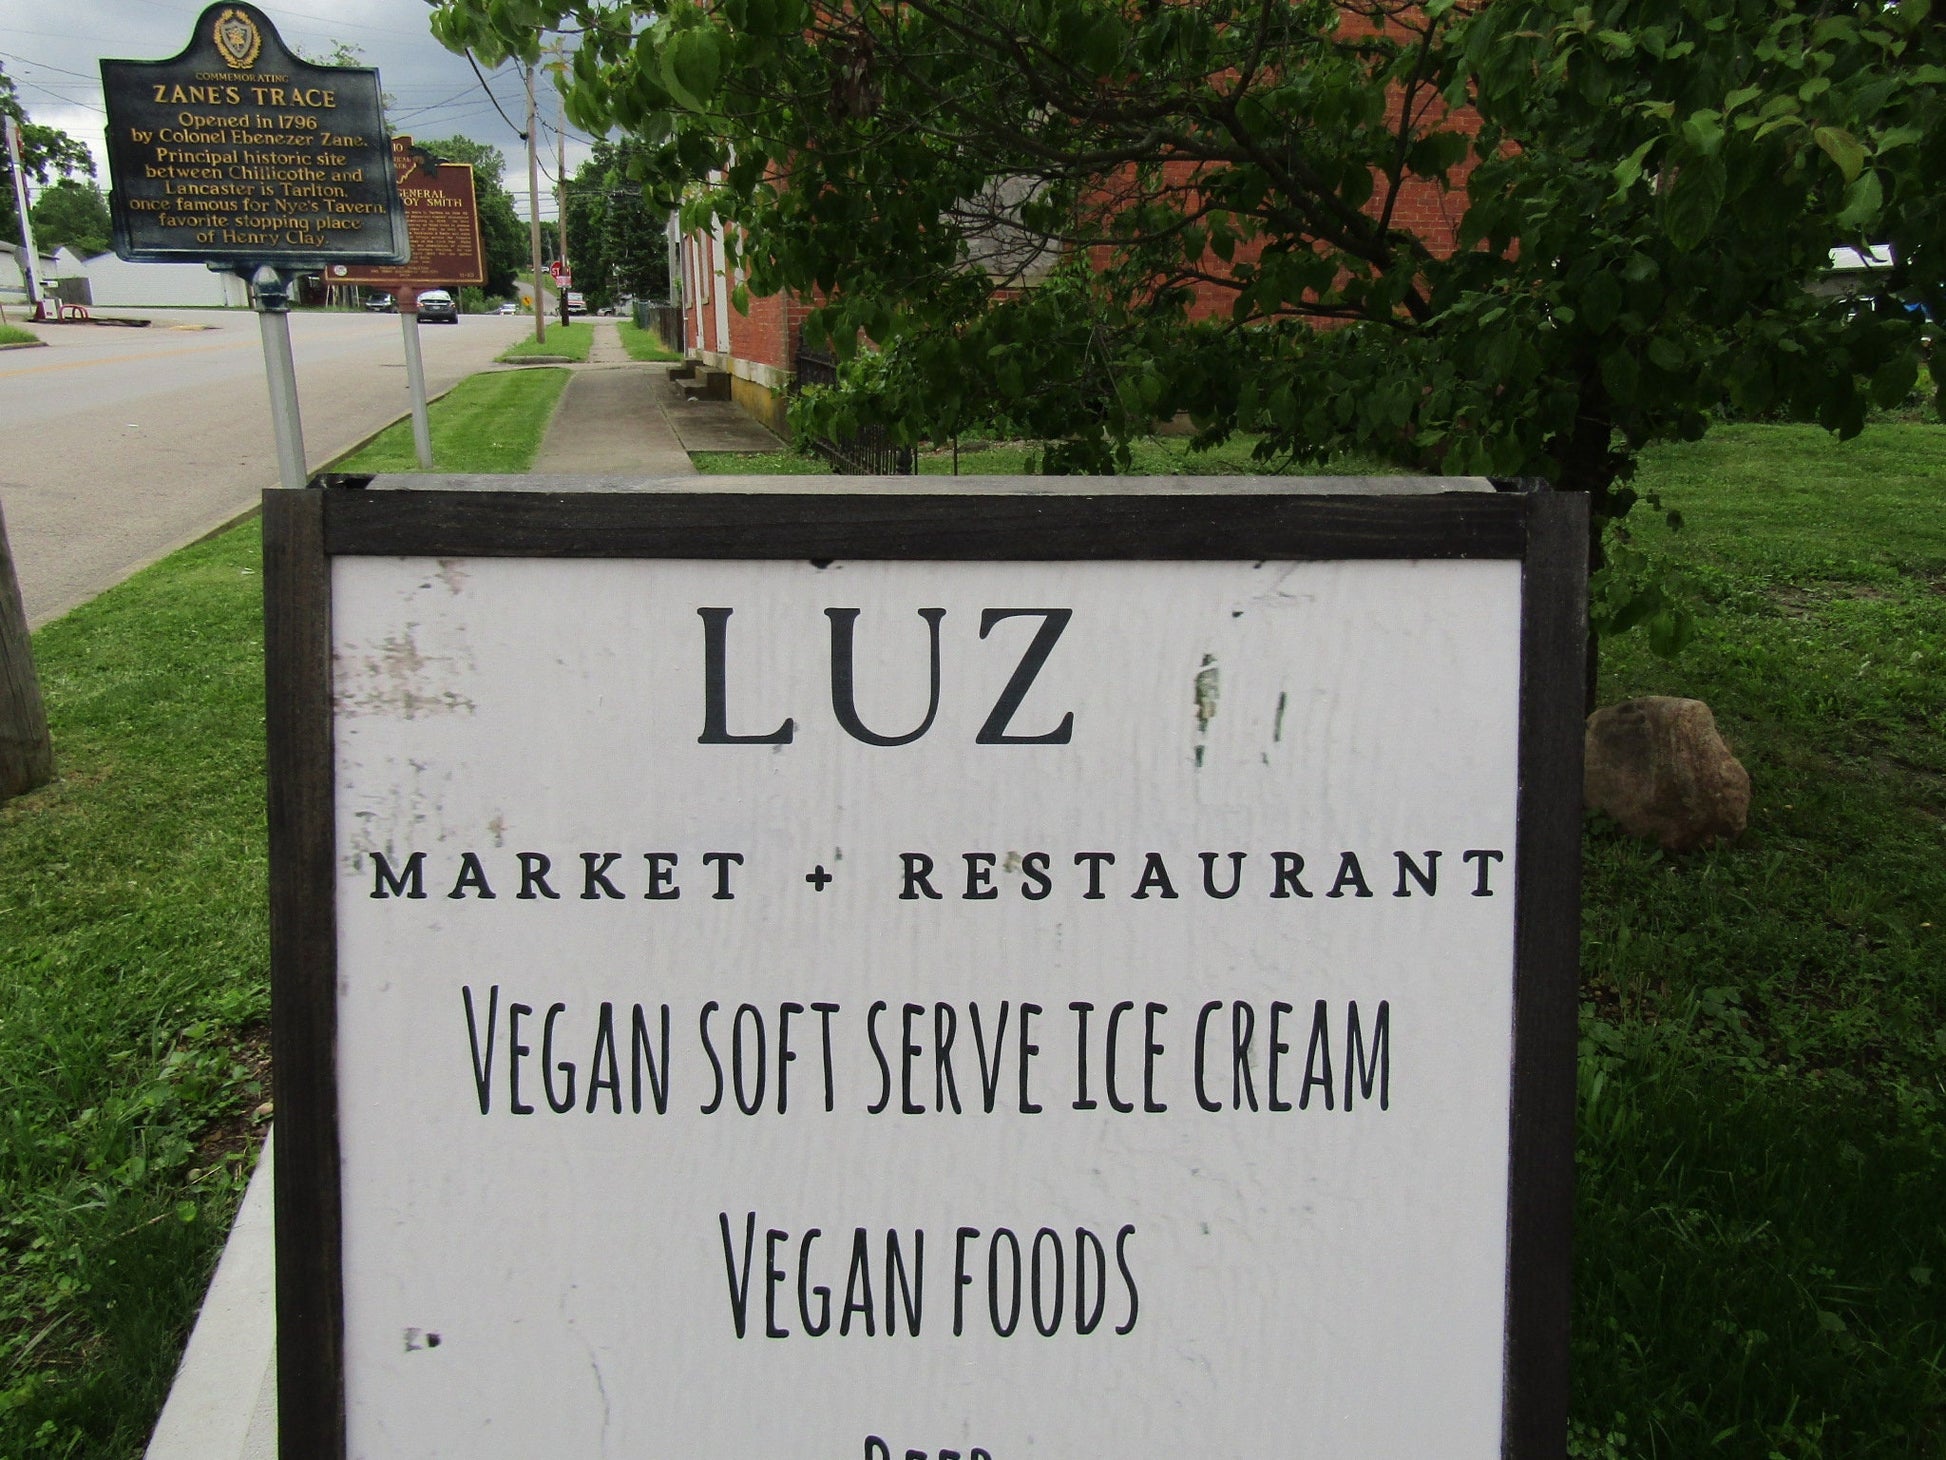 COMMEMORATING
ZANE'S TRACE
Opened in 1796
by Colonel Ebenezer Zane.
Principal historic site
between Chillicothe and
Lancaster is Tarlton,
once famous for Nye's Tavern,
favorite stopping place
of Henry Clay.
GENERAL
SMITH
LUZ
MARKET + RESTAURANT
VEGAN SOFT SERVE ICE CREAM
VEGAN FOODS
BEER